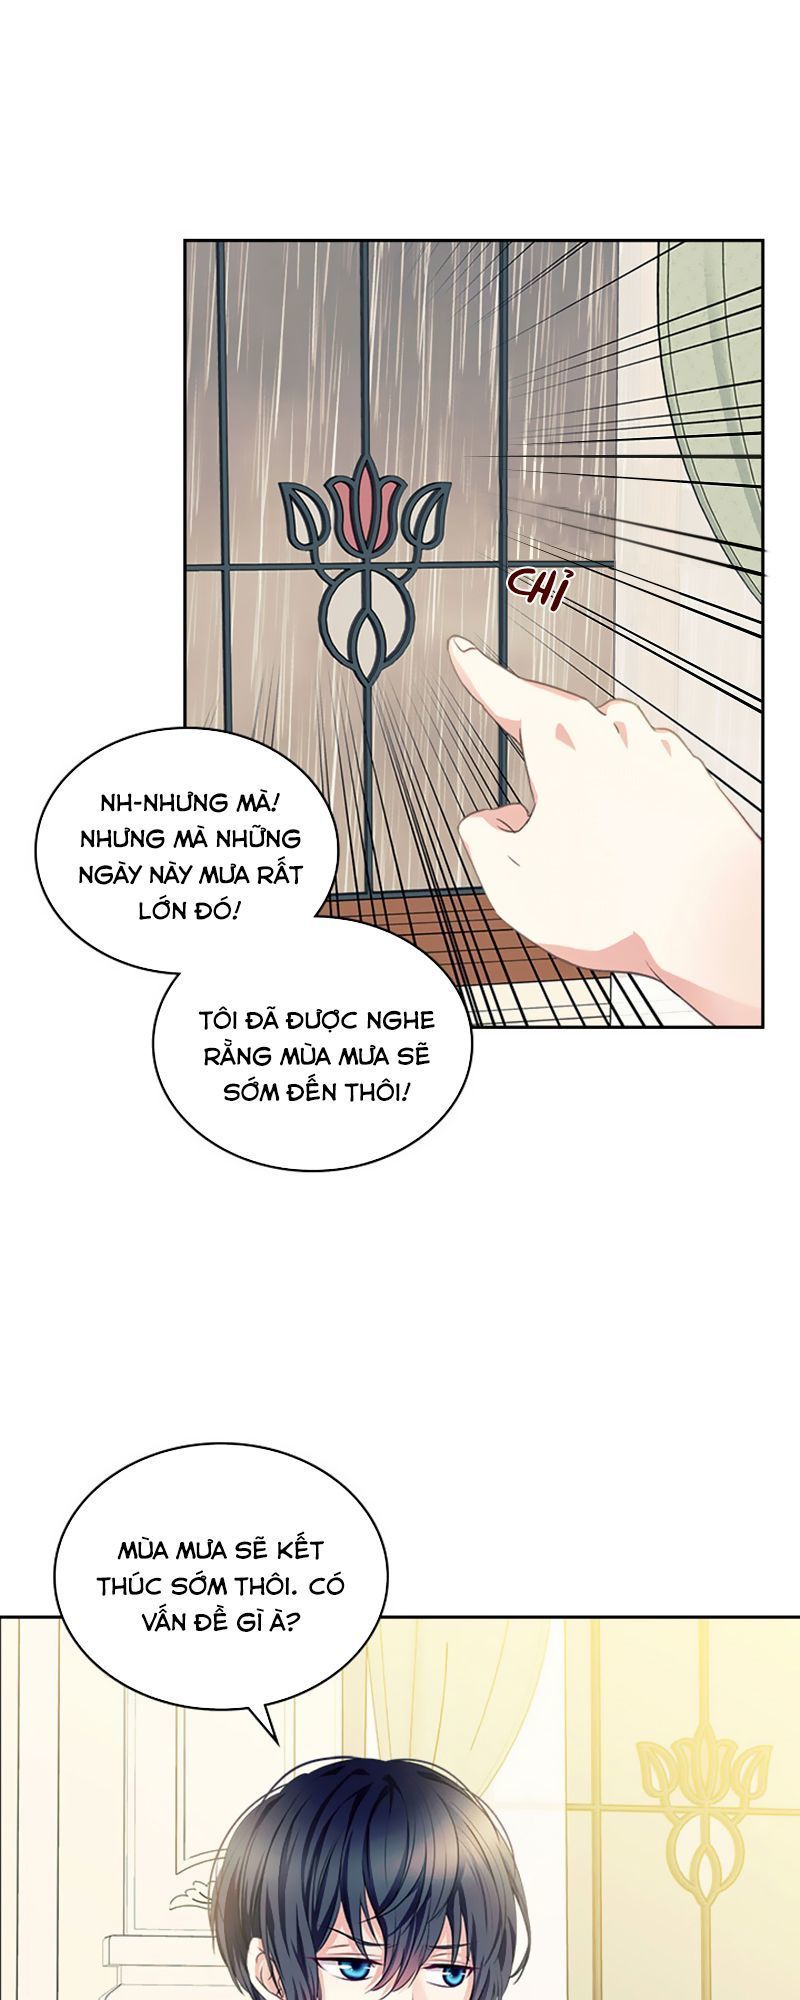 CHỈ
NH-NHƯNG MÀ!
NHƯNG MÀ NHỮNG
NGÀY NÀY MƯA RẤT
LỚN ĐÓ!
TÔI ĐÃ ĐƯỢC NGHE
RẰNG MÙA MƯA SẼ
SỚM ĐẾN THÔI!
MÙA MƯA SẼ KẾT
THÚC SỚM THÔI. CÓ
VẤN ĐỀ GÌ À?